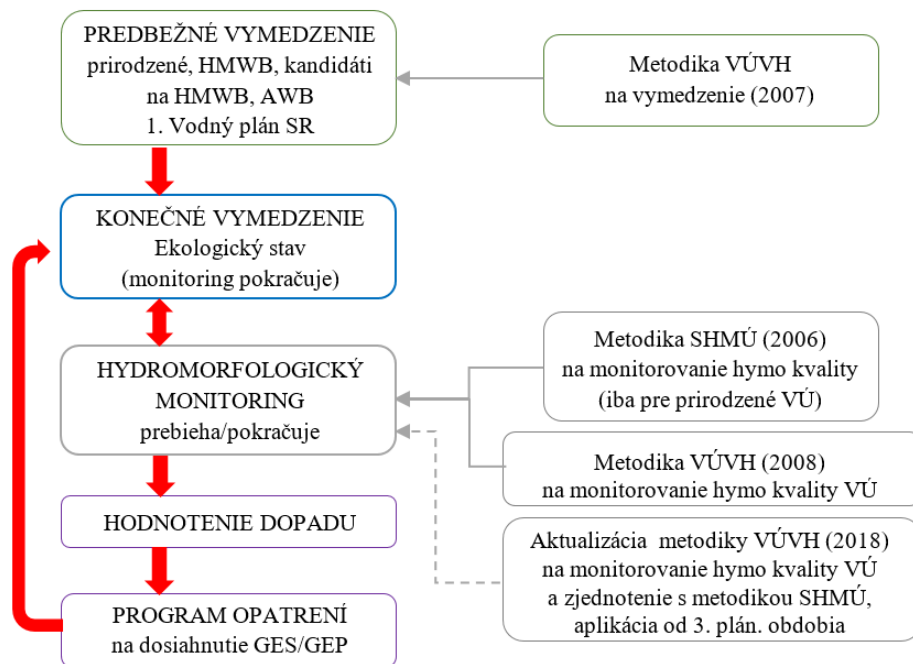 PREDBEŽNÉ VYMEDZENIE
prirodzené, HMWB, kandidáti
na HMWB, AWB
1. Vodný plán SR
Metodika VÚVH
na vymedzenie (2007)
KONEČNÉ VYMEDZENIE
Ekologický stav
(monitoring pokračuje)
HYDROMORFOLOGICKÝ
MONITORING
prebieha/pokračuje
Metodika SHMÚ (2006)
na monitorovanie hymo kvality
(iba pre prirodzené VÚ)
Metodika VÚVH (2008)
na monitorovanie hymo kvality VÚ
HODNOTENIE DOPADU
Aktualizácia metodiky VÚVH (2018)
na monitorovanie hymo kvality VÚ
a zjednotenie s metodikou SHMÚ,
aplikácia od 3. plán. obdobia
PROGRAM OPATRENÍ
na dosiahnutie GES/GEP